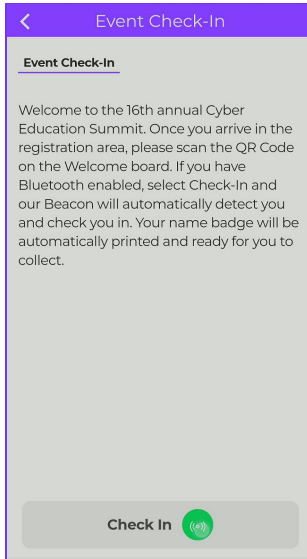 Event Check-In
Event Check-In
Welcome to the 16th annual Cyber
Education Summit. Once you arrive in the
registration area, please scan the QR Code
on the Welcome board. If you have
Bluetooth enabled, select Check-In and
our Beacon will automatically detect you
and check you in. Your name badge will be
automatically printed and ready for you to
collect.
Check In